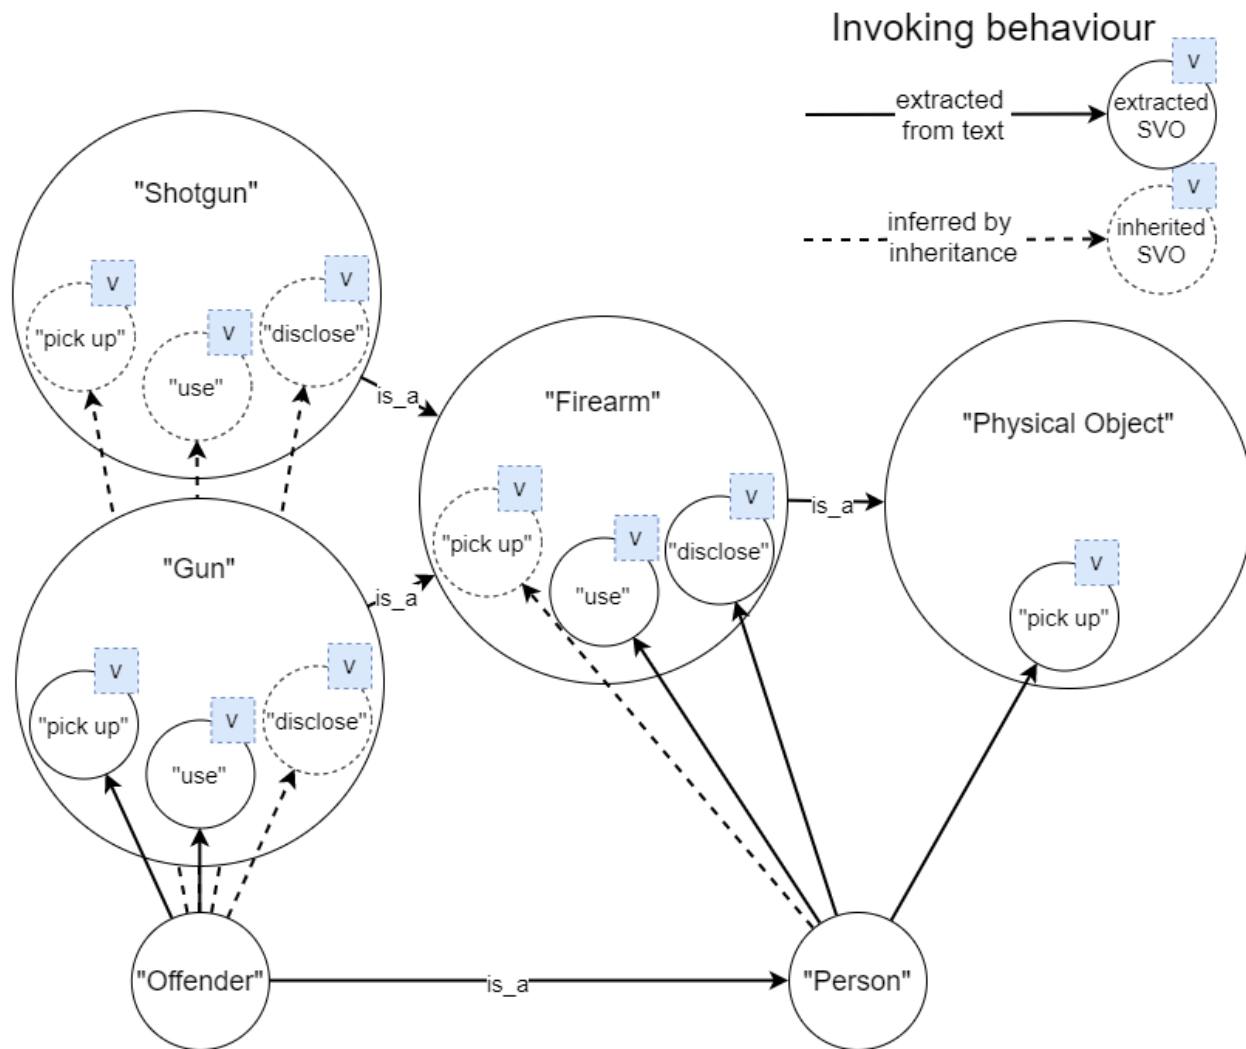 Invoking behaviour
V
extracted
from text
extracted
SVO
V
inferred by
inheritance
inherited
SVO
"Shotgun"
V
"pick up"
V
"use"
V
"disclose"
is_a
"Firearm"
V
"pick up"
V
"use"
V
"disclose"
is_a
"Physical Object"
V
"pick up"
"Gun"
is_a
V
"pick up"
V
"use"
V
"disclose"
"Offender"
is_a
"Person"